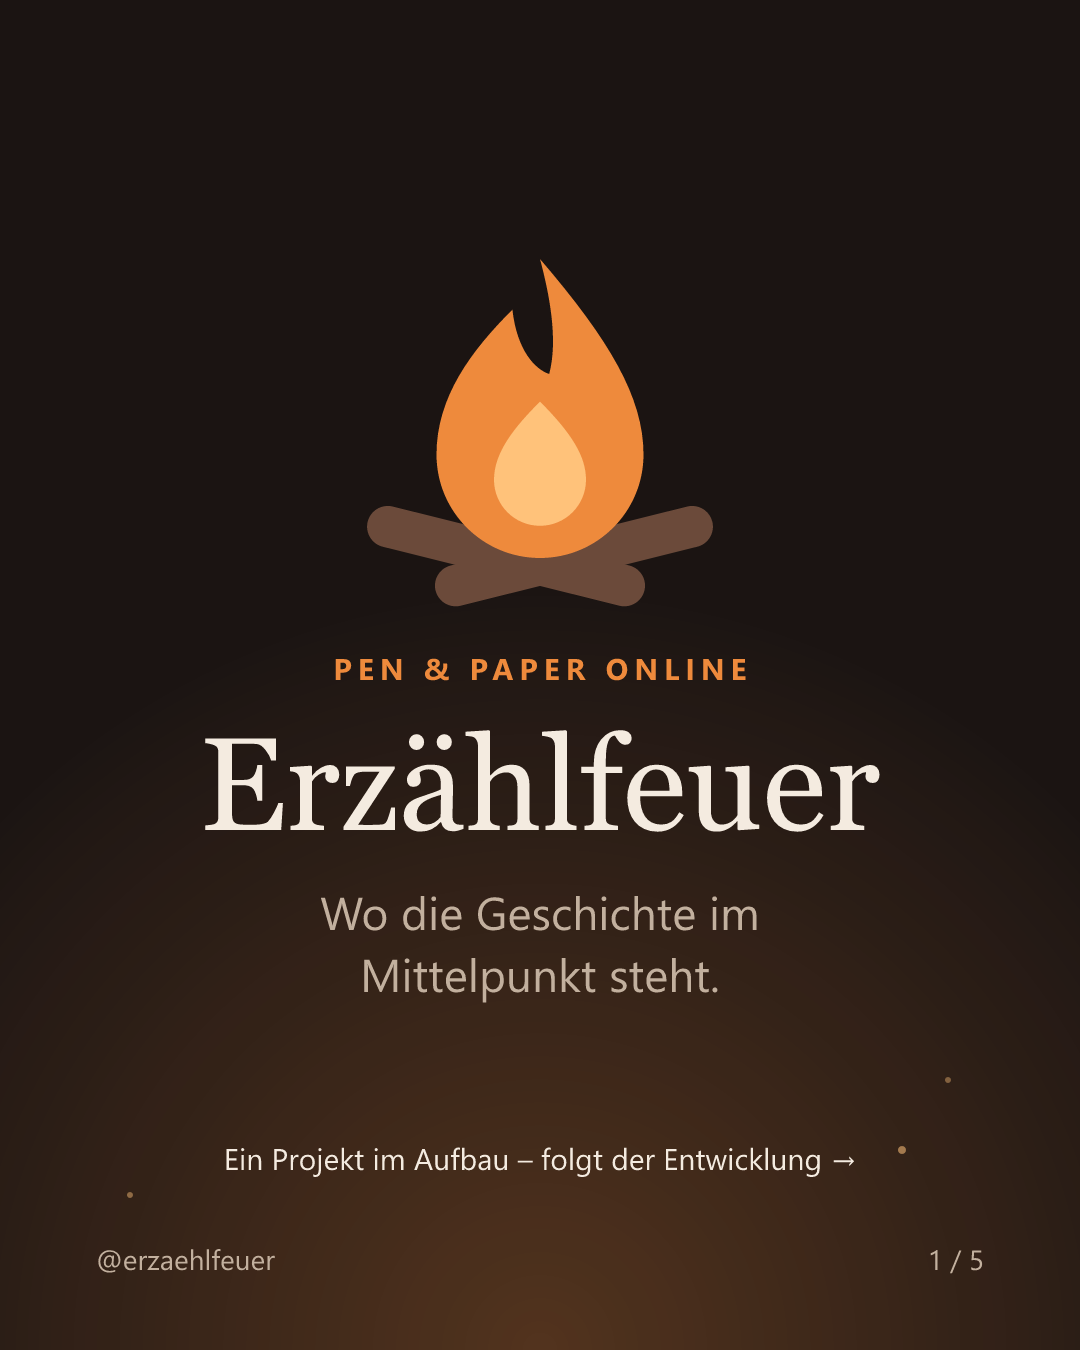 PEN & PAPER ONLINE
Erzählfeuer
Wo die Geschichte im
Mittelpunkt steht.
Ein Projekt im Aufbau – folgt der Entwicklung →
@erzaehlfeuer
1 / 5